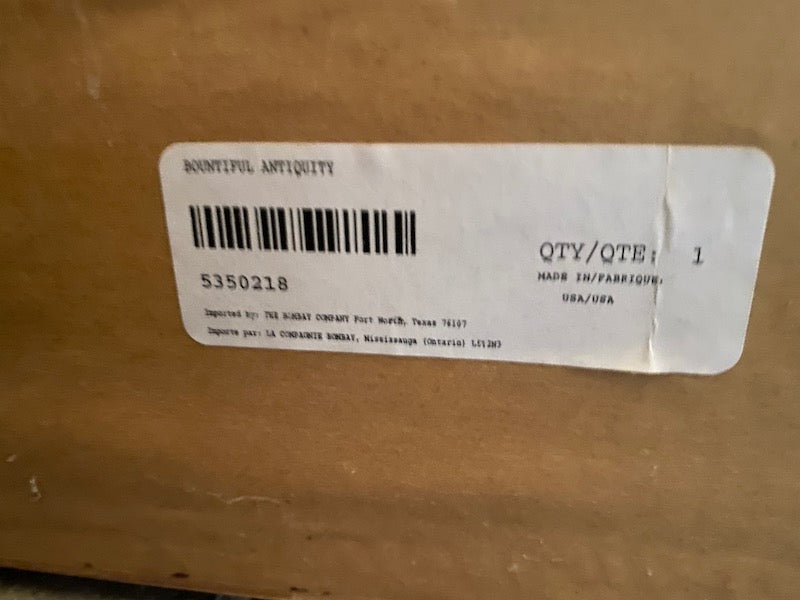 BOUNTIFUL ANTIQUITY
5350218
QTY/QTE: 1
MADE IN/FABRIQUE.
USA/USA
Imported by: THE BOMBAY COMPANY Fort Worth, Texas 76107
Importe par: LA COMPAGNIE BOMBAY, Mississauga (Ontario)